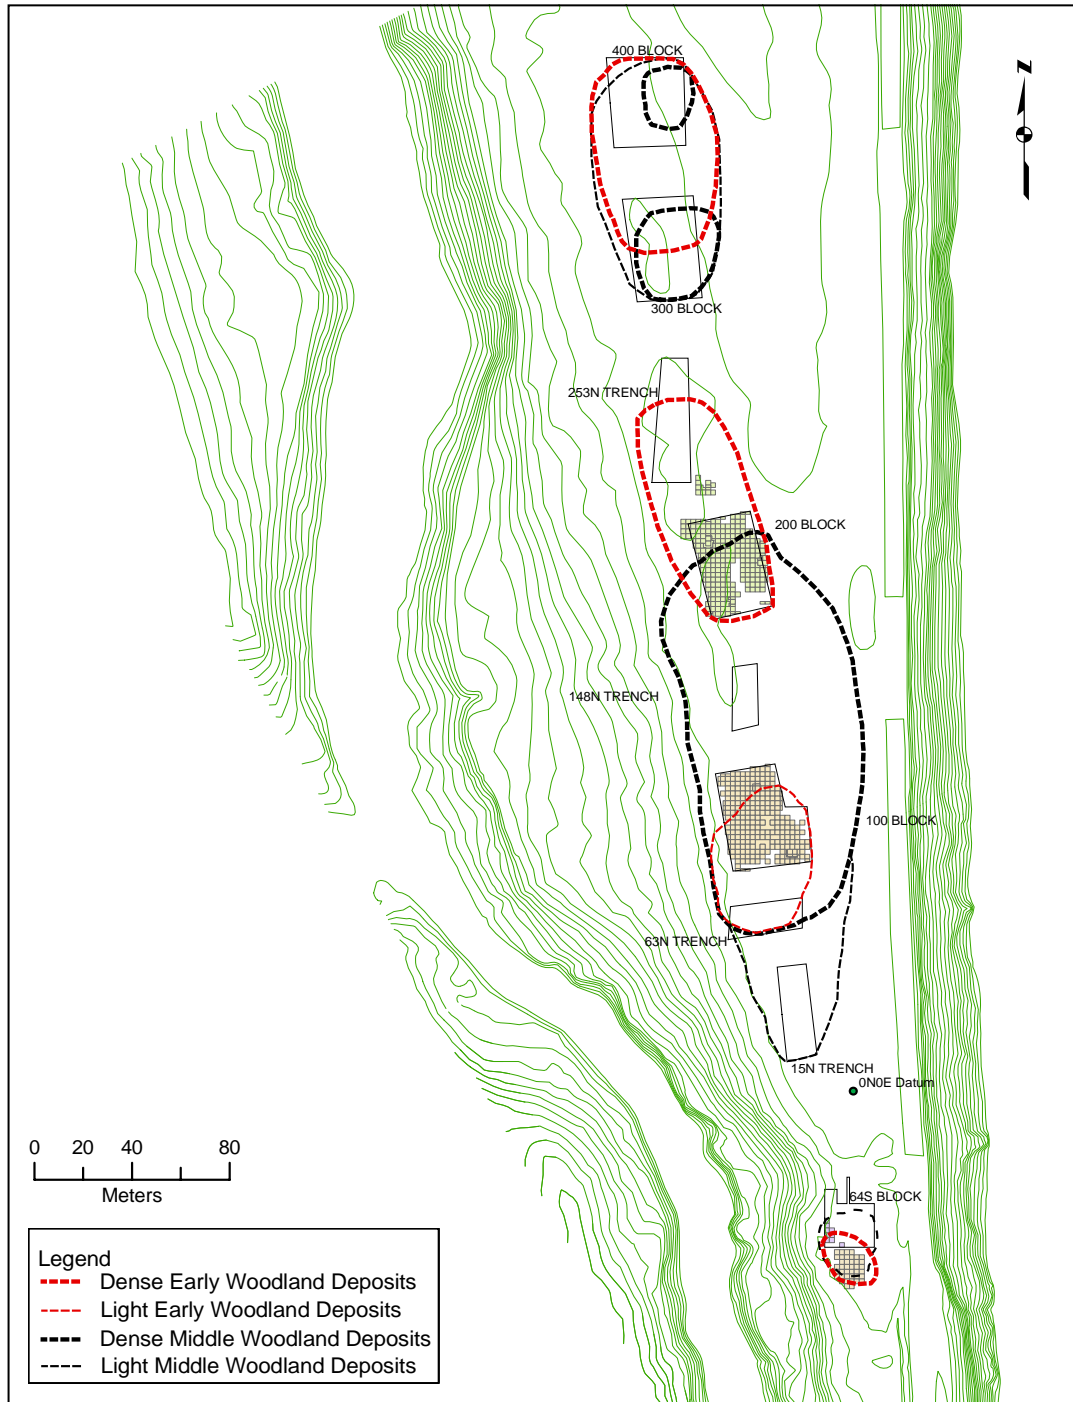 400 BLOCK
N
300 BLOCK
253N TRENCH
200 BLOCK
148N TRENCH
100 BLOCK
63N TRENCH
15N TRENCH
0N0E Datum
64S BLOCK
0 20 40 80
Meters
Legend
Dense Early Woodland Deposits
Light Early Woodland Deposits
Dense Middle Woodland Deposits
Light Middle Woodland Deposits